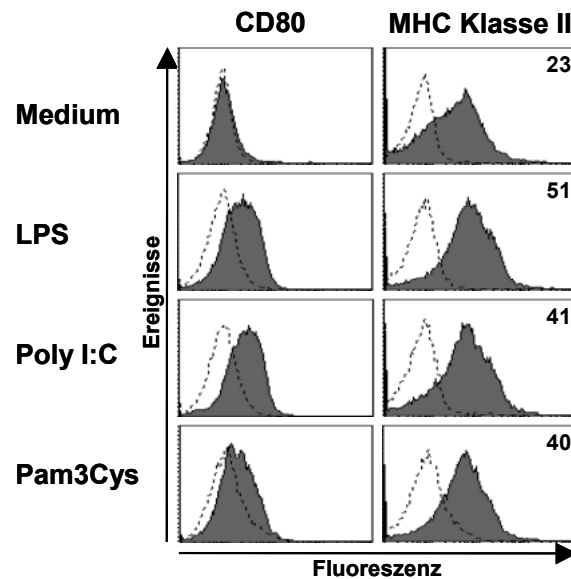 CD80 MHC Klasse II
Medium 23
LPS 51
Ereignisse
Poly I:C 41
Pam3Cys 40
Fluoreszenz